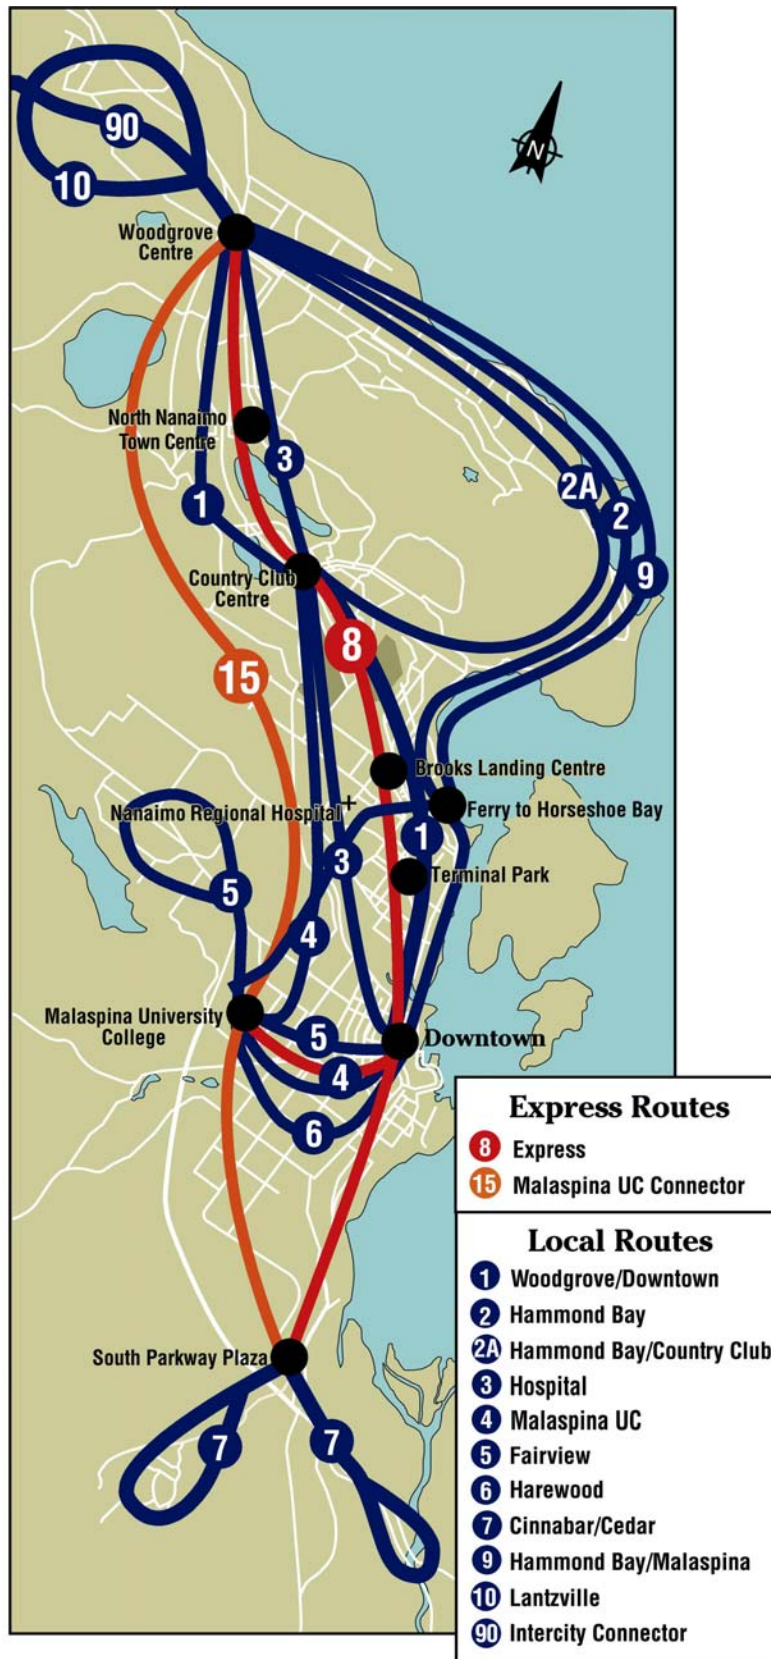 90
10
N
Woodgrove
Centre
North Nanaimo
Town Centre
3
2A
1
2
9
Country Club
Centre
8
15
Brooks Landing Centre
Nanaimo Regional Hospital
Ferry to Horseshoe Bay
1
3
Terminal Park
5
4
Malaspina University
College
5
Downtown
4
6
South Parkway Plaza
7
7
Express Routes
8 Express
15 Malaspina UC Connector
Local Routes
1 Woodgrove/Downtown
2 Hammond Bay
2A Hammond Bay/Country Club
3 Hospital
4 Malaspina UC
5 Fairview
6 Harewood
7 Cinnabar/Cedar
9 Hammond Bay/Malaspina
10 Lantzville
90 Intercity Connector